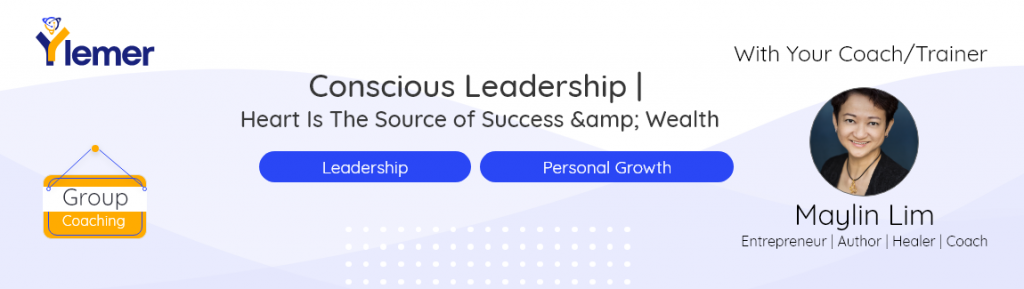 Ylemer
With Your Coach/Trainer
Conscious Leadership |
Heart Is The Source of Success &amp; Wealth
Leadership
Personal Growth
Group
Coaching
Maylin Lim
Entrepreneur | Author | Healer | Coach